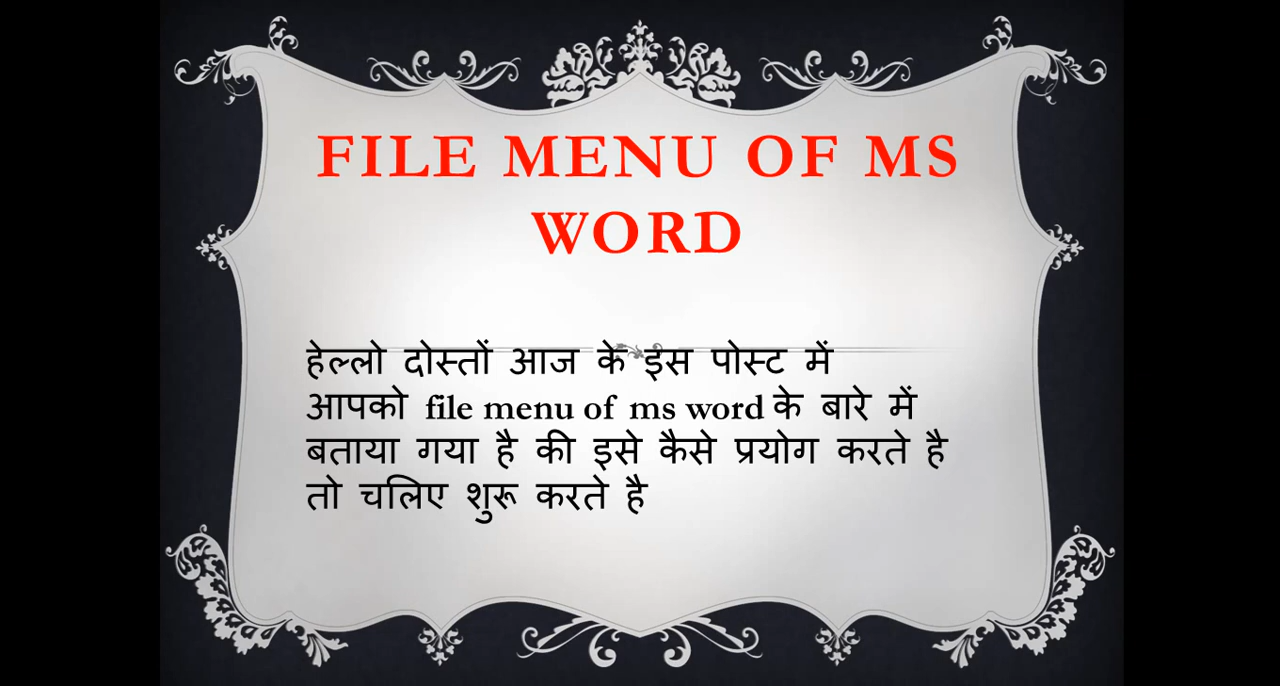 FILE MENU OF MS
WORD
हेल्लो दोस्तों आज के इस पोस्ट में
आपको file menu of ms word के बारे में
बताया गया है की इसे कैसे प्रयोग करते है
तो चलिए शुरू करते है